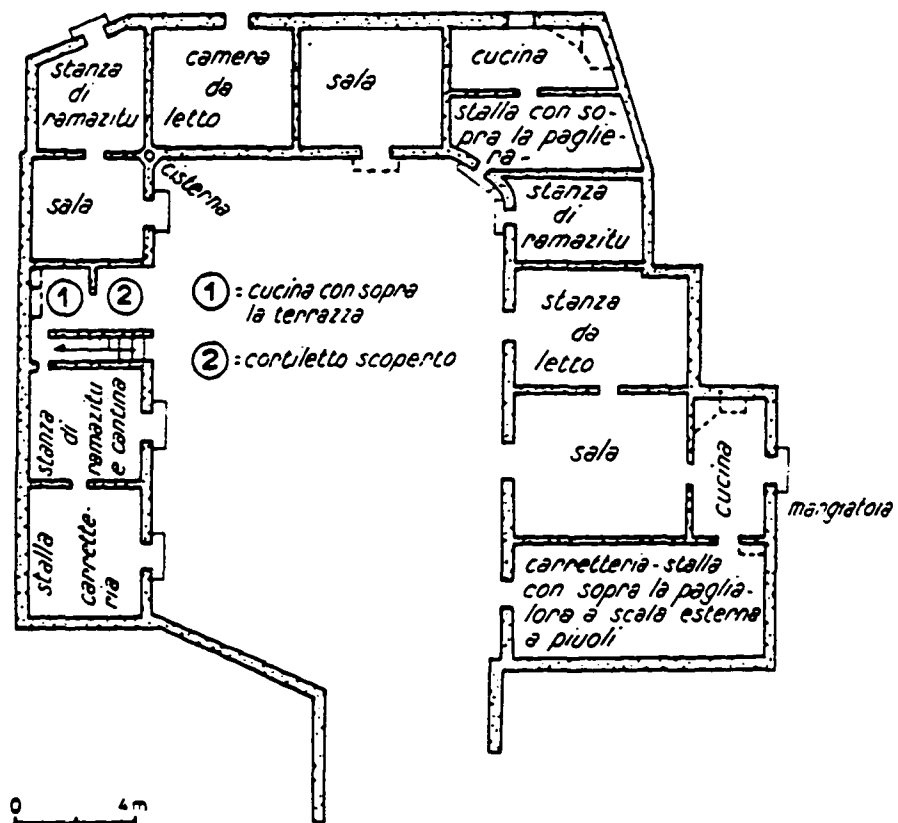 stanza
di
ramazitu
camera
da
letto
sala
cucina
stalla con so-
pra la paglie-
ra-
cisterna
sala
stanza
di
ramazitu
1
2
1 = cucina con sopra
la terrazza
2 = cortiletto scoperto
stanza
da
letto
stanza
di
ramazitu
e cantina
sala
cucina
mangiatoia
stalla
carrette-
ria
carretteria-stalla
con sopra la paglia-
lora a scala esterna
a piuoli
0 4 m